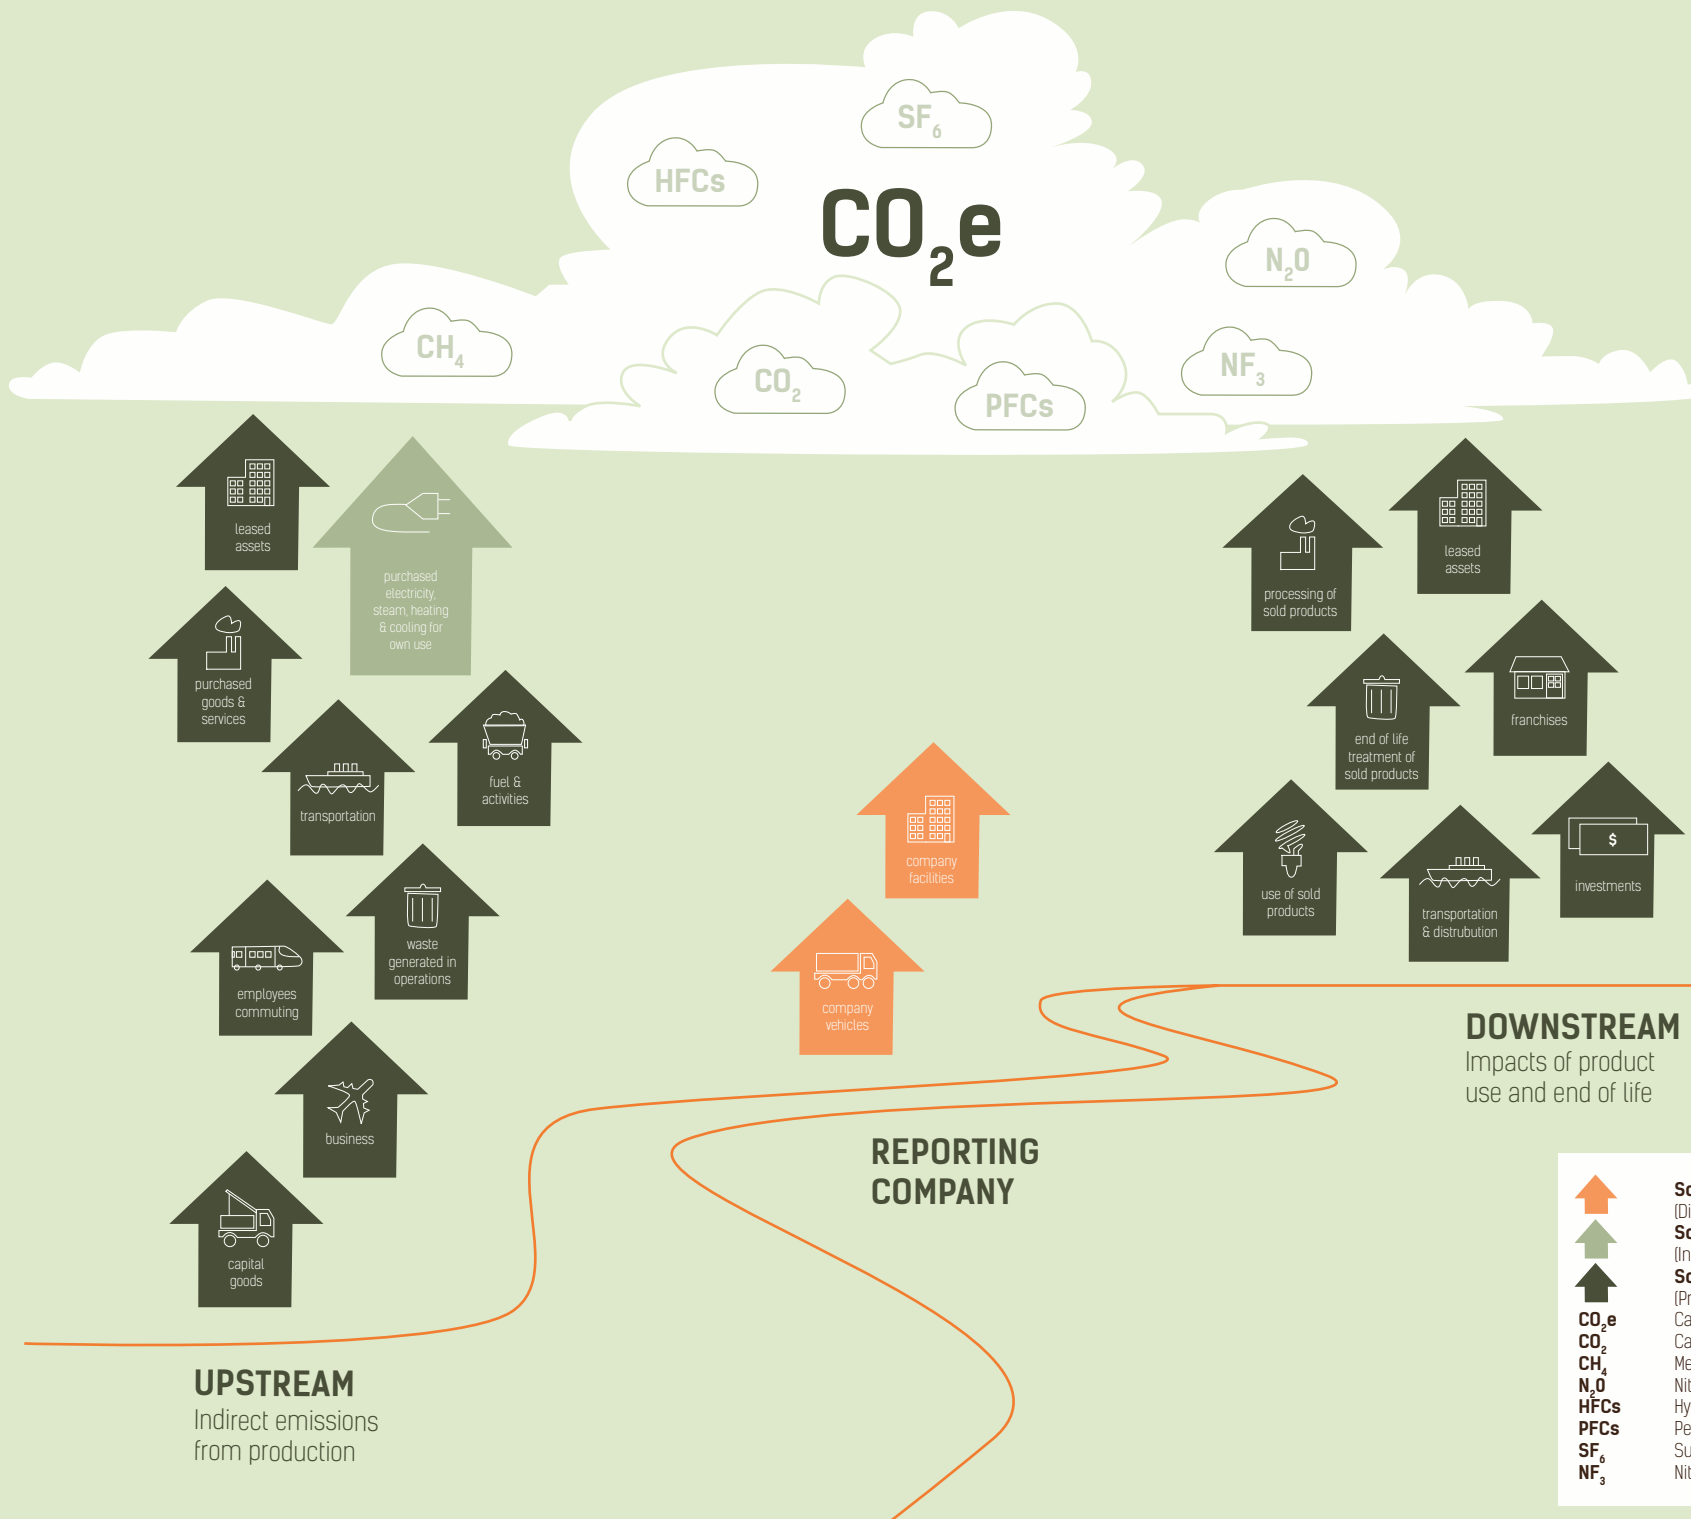 SF₆
HFCs
CO₂e
N₂O
CH₄
CO₂
PFCs
NF₃
leased
assets
purchased
electricity,
steam, heating
& cooling for
own use
purchased
goods &
services
transportation
fuel &
activities
employees
commuting
waste
generated in
operations
business
capital
goods
company
facilities
company
vehicles
processing of
sold products
leased
assets
end of life
treatment of
sold products
franchises
use of sold
products
transportation
& distrubution
$
investments
UPSTREAM
Indirect emissions
from production
REPORTING
COMPANY
DOWNSTREAM
Impacts of product
use and end of life
CO₂e
CO₂
CH₄
N₂O
HFCs
PFCs
SF₆
NF₃